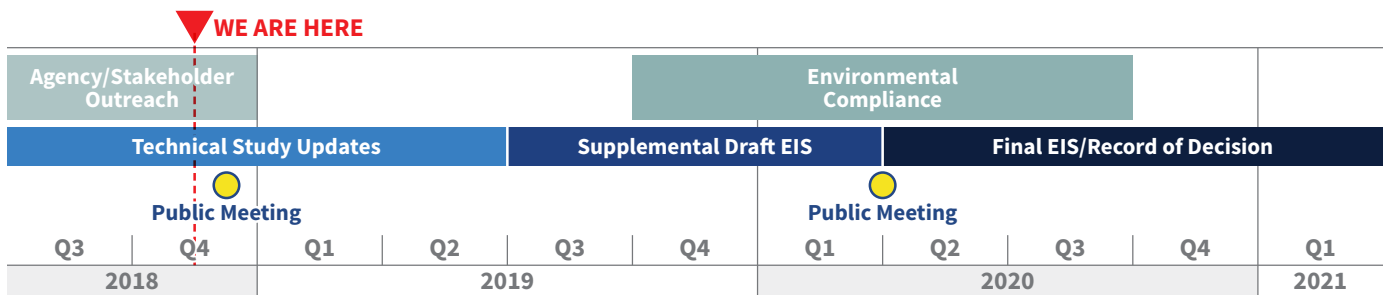 WE ARE HERE
Agency/Stakeholder
Outreach
Environmental
Compliance
Technical Study Updates
Supplemental Draft EIS
Final EIS/Record of Decision
Public Meeting
Public Meeting
Q3
Q4
Q1
Q2
Q3
Q4
Q1
Q2
Q3
Q4
Q1
2018
2019
2020
2021